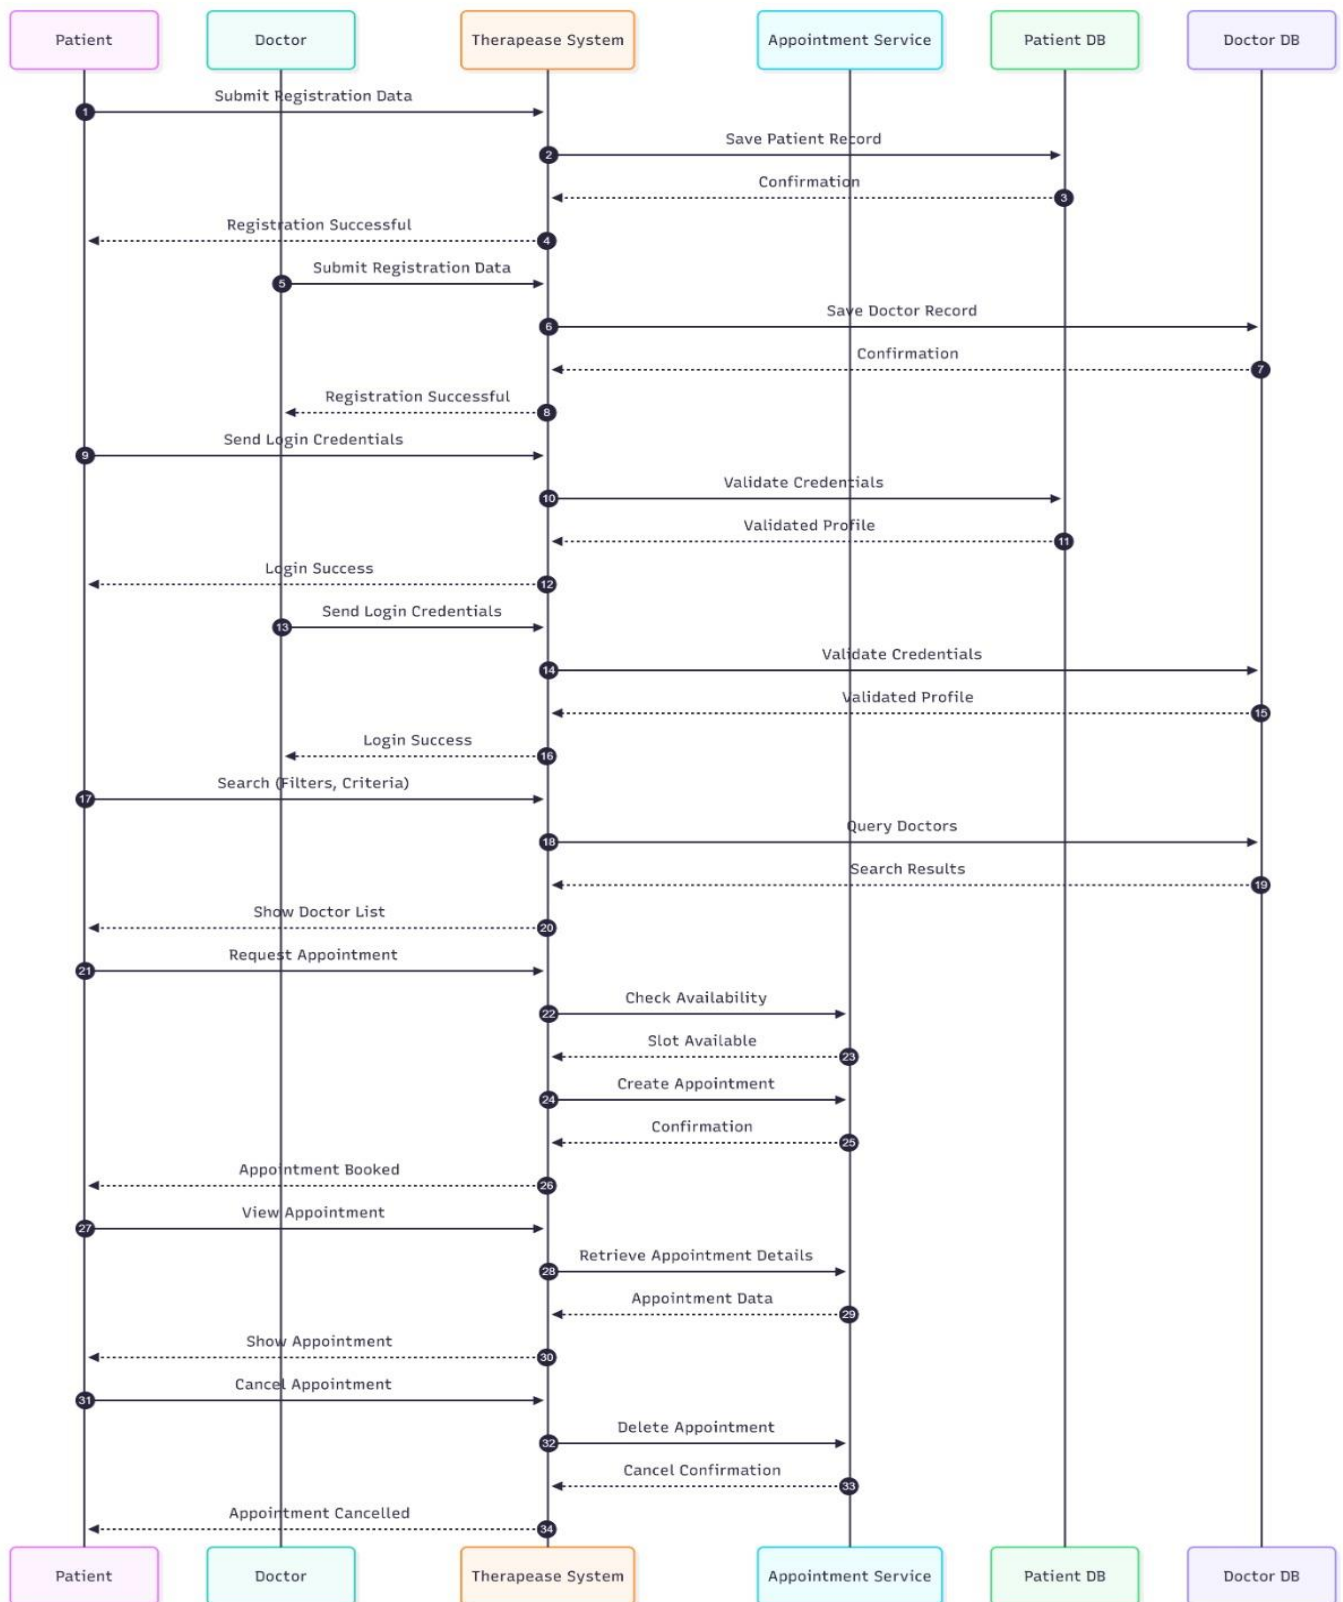 Patient
Doctor
Therapease System
Appointment Service
Patient DB
Doctor DB
Submit Registration Data
1
Save Patient Record
2
Confirmation
3
Registration Successful
4
Submit Registration Data
5
Save Doctor Record
6
Confirmation
7
Registration Successful
8
Send Login Credentials
9
Validate Credentials
10
Validated Profile
11
Login Success
12
Send Login Credentials
13
Validate Credentials
14
Validated Profile
15
Login Success
16
Search (Filters, Criteria)
17
Query Doctors
18
Search Results
19
Show Doctor List
20
Request Appointment
21
Check Availability
22
Slot Available
23
Create Appointment
24
Confirmation
25
Appointment Booked
26
View Appointment
27
Retrieve Appointment Details
28
Appointment Data
29
Show Appointment
30
Cancel Appointment
31
Delete Appointment
32
Cancel Confirmation
33
Appointment Cancelled
34
Patient
Doctor
Therapease System
Appointment Service
Patient DB
Doctor DB